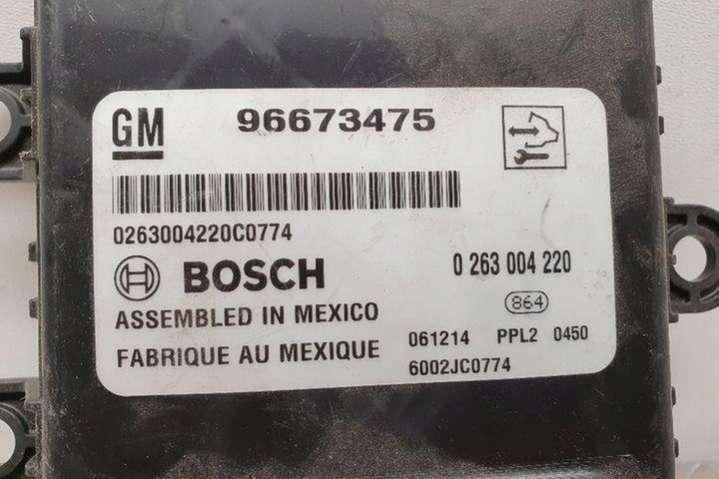 GM 96673475
0263004220C0774
BOSCH 0 263 004 220
864
ASSEMBLED IN MEXICO
FABRIQUE AU MEXIQUE
061214 PPL2 0450
6002JC0774